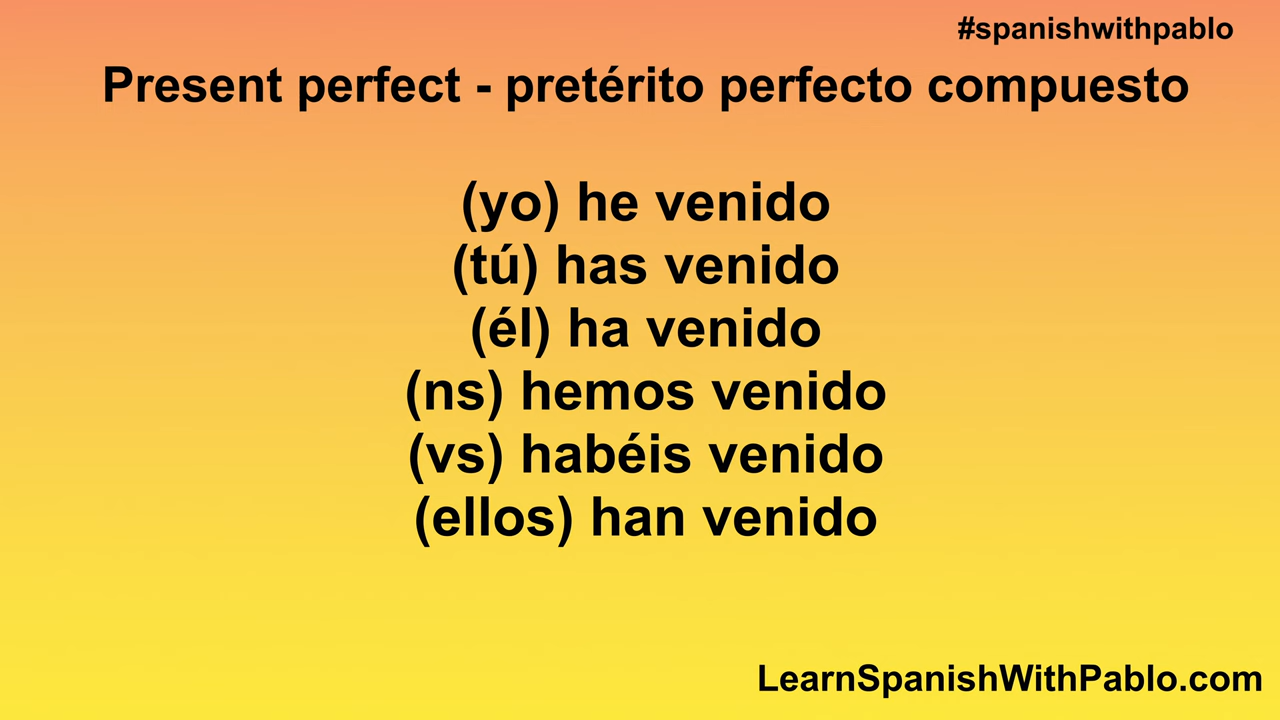 #spanishwithpablo
Present perfect - pretérito perfecto compuesto
(yo) he venido
(tú) has venido
(él) ha venido
(ns) hemos venido
(vs) habéis venido
(ellos) han venido
LearnSpanishWithPablo.com